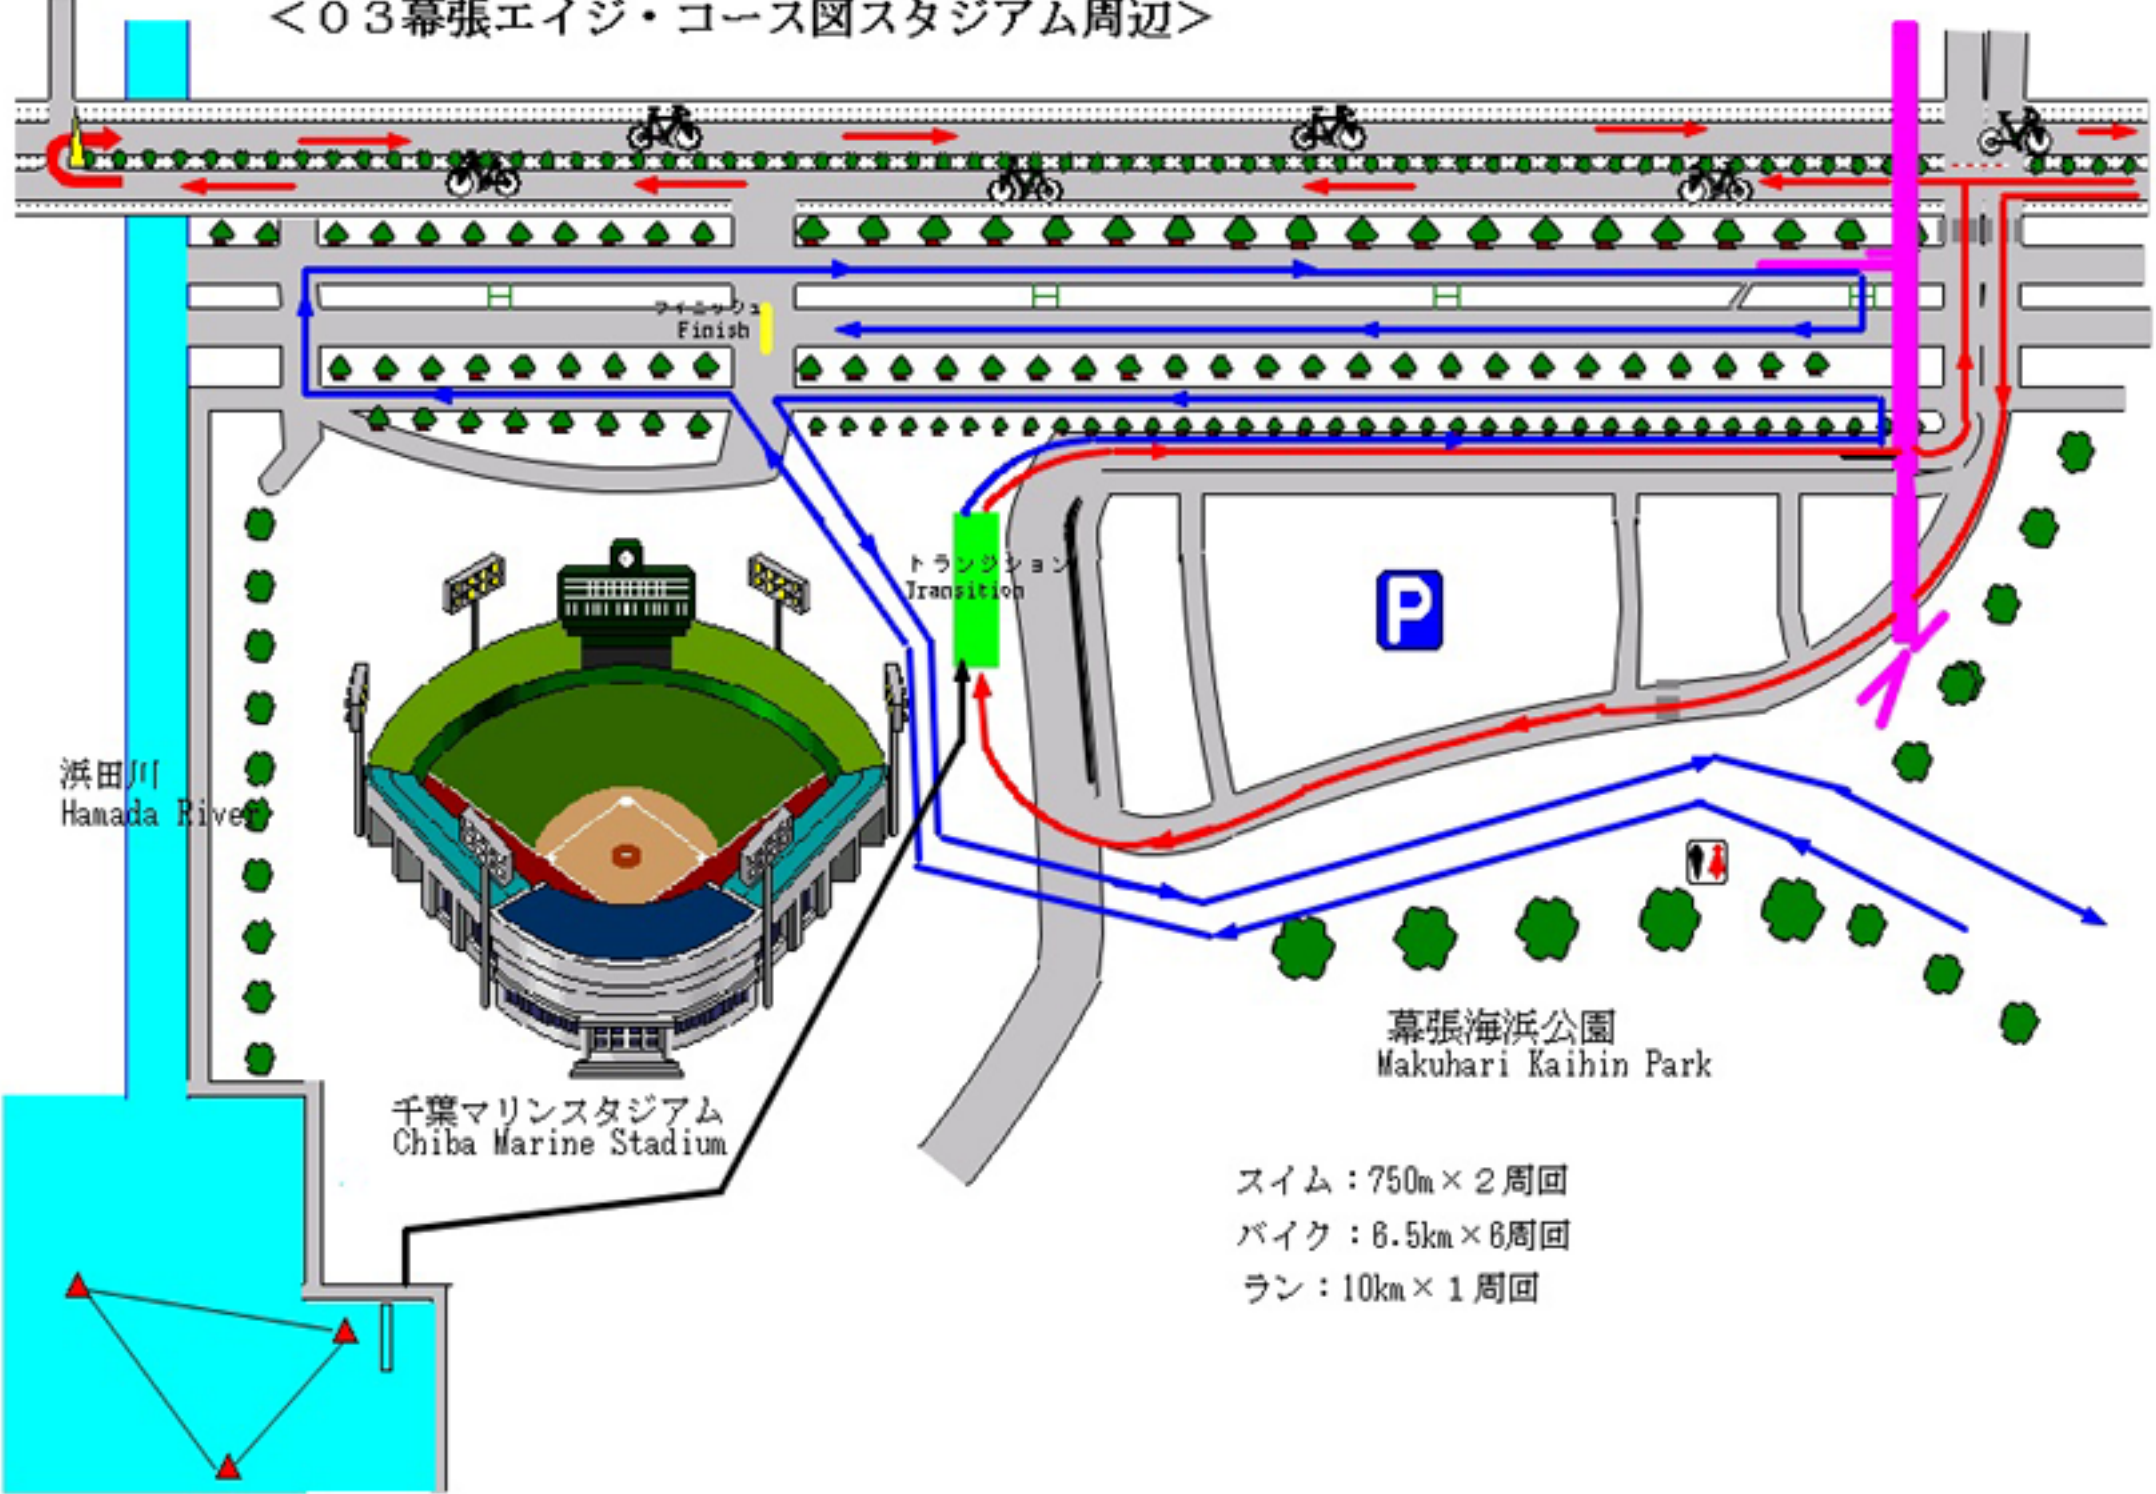 ＜０３幕張エイジ・コース図スタジアム周辺＞
フィニッシュ
Finish
トランジション
Transition
P
浜田川
Hamada River
幕張海浜公園
Makuhari Kaihin Park
千葉マリンスタジアム
Chiba Marine Stadium
スイム：750m×２周回
バイク：6.5km×6周回
ラン：10km×１周回